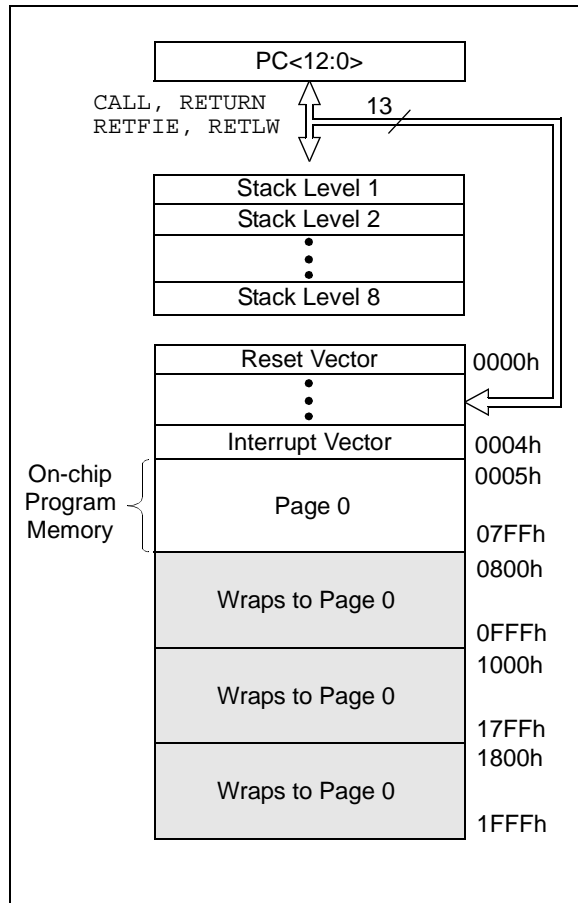 PC<12:0>
CALL, RETURN
RETFIE, RETLW
13
Stack Level 1
Stack Level 2
Stack Level 8
Reset Vector
0000h
Interrupt Vector
0004h
On-chip
Program
Memory
0005h
Page 0
07FFh
0800h
Wraps to Page 0
0FFFh
1000h
Wraps to Page 0
17FFh
1800h
Wraps to Page 0
1FFFh